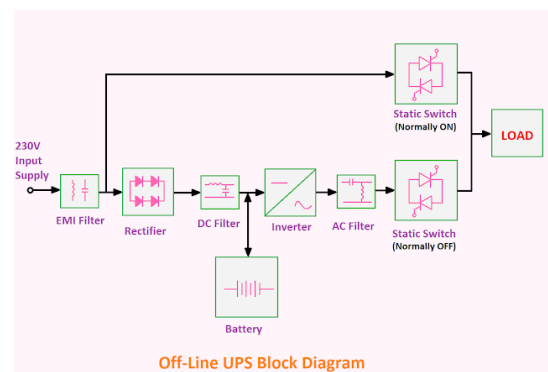 Static Switch
(Normally ON)
LOAD
230V
Input
Supply
EMI Filter
Rectifier
DC Filter
Inverter
AC Filter
Static Switch
(Normally OFF)
Battery
Off-Line UPS Block Diagram